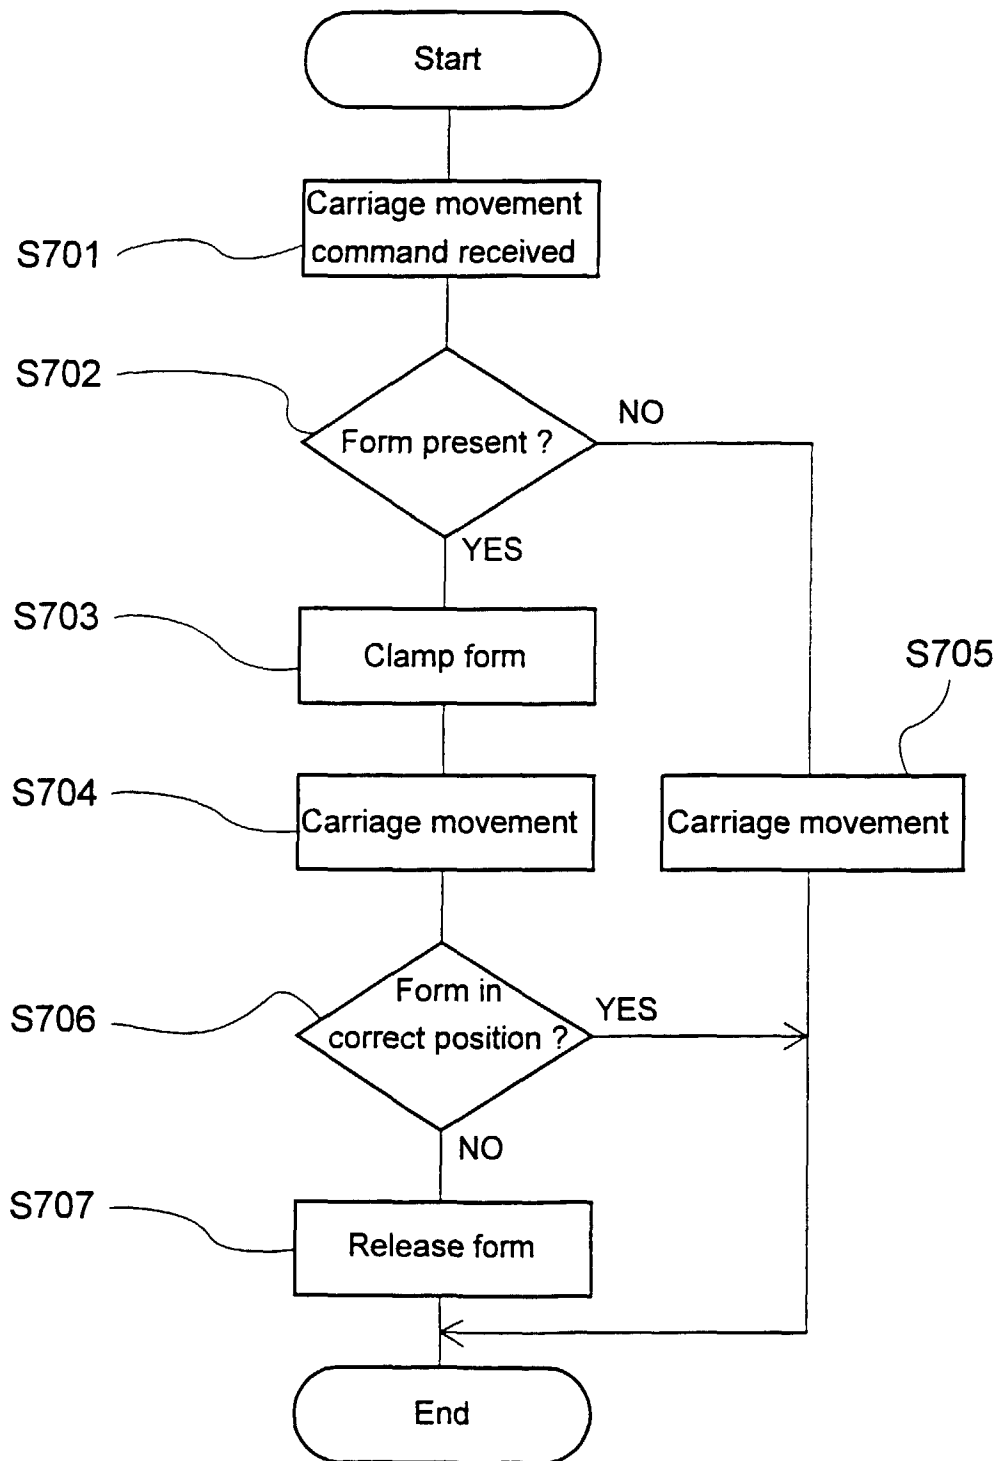 Start
Carriage movement
command received
S701
S702
Form present ?
NO
YES
S703
Clamp form
S705
S704
Carriage movement
Carriage movement
S706
Form in
correct position ?
YES
NO
S707
Release form
End